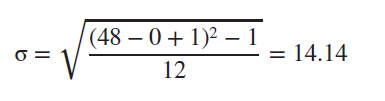 σ = √((48 − 0 + 1)² − 1 / 12) = 14.14